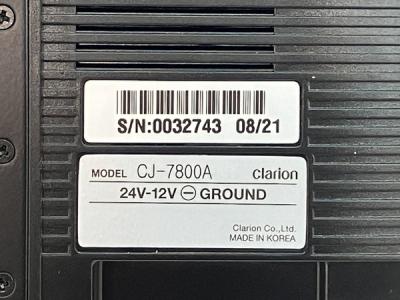 S/N:0032743 08/21
MODEL CJ-7800A clarion
24V-12V ⊖ GROUND
Clarion Co.,Ltd.
MADE IN KOREA